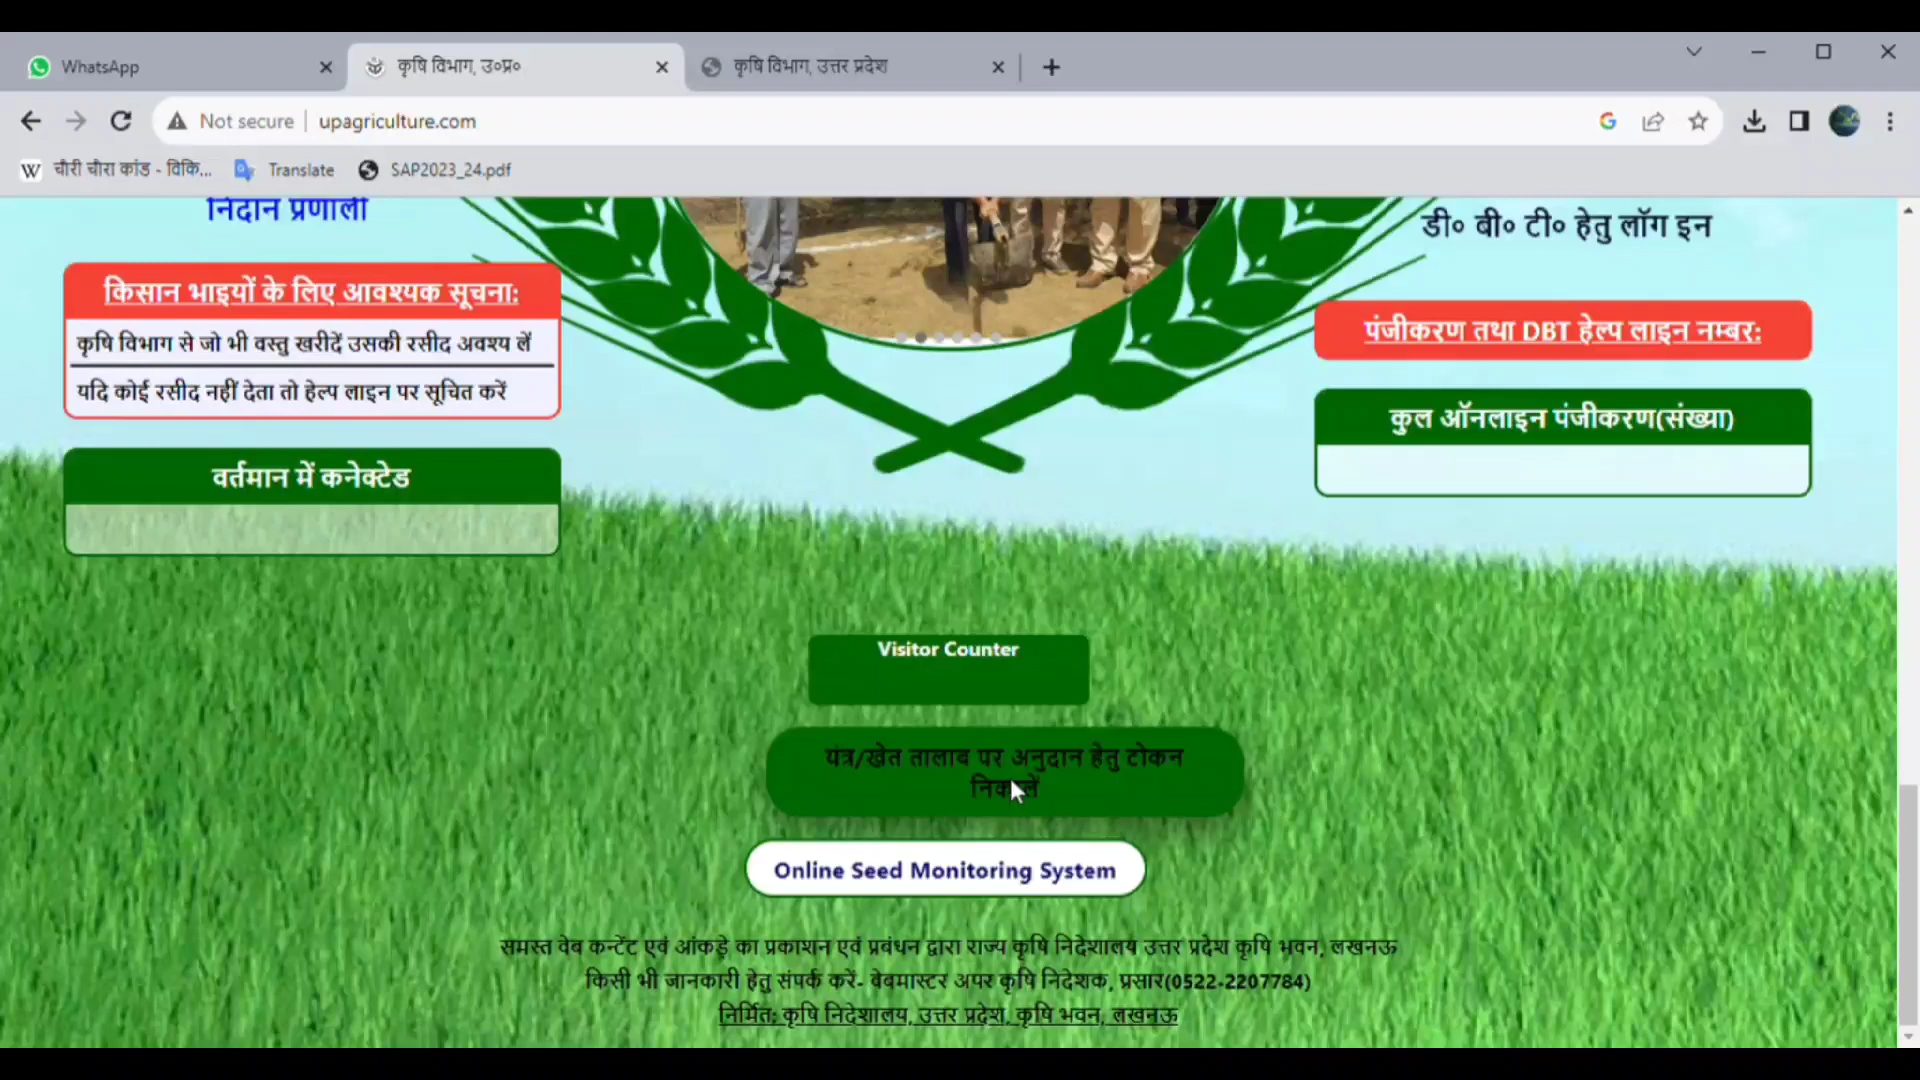 WhatsApp
कृषि विभाग, उ०प्र०
कृषि विभाग, उत्तर प्रदेश
Not secure
upagriculture.com
चौरी चौरा कांड - विकि...
Translate
SAP2023_24.pdf
निदान प्रणाली
डी० बी० टी० हेतु लॉग इन
किसान भाइयों के लिए आवश्यक सूचना:
कृषि विभाग से जो भी वस्तु खरीदें उसकी रसीद अवश्य लें
यदि कोई रसीद नहीं देता तो हेल्प लाइन पर सूचित करें
पंजीकरण तथा DBT हेल्प लाइन नम्बर:
कुल ऑनलाइन पंजीकरण(संख्या)
वर्तमान में कनेक्टेड
Visitor Counter
यंत्र/खेत तालाब पर अनुदान हेतु टोकन
निकालें
Online Seed Monitoring System
समस्त वेब कन्टेंट एवं आंकड़े का प्रकाशन एवं प्रबंधन द्वारा राज्य कृषि निदेशालय उत्तर प्रदेश कृषि भवन, लखनऊ
किसी भी जानकारी हेतु संपर्क करें- वेबमास्टर अपर कृषि निदेशक, प्रसार(0522-2207784)
निर्मित: कृषि निदेशालय, उत्तर प्रदेश, कृषि भवन, लखनऊ